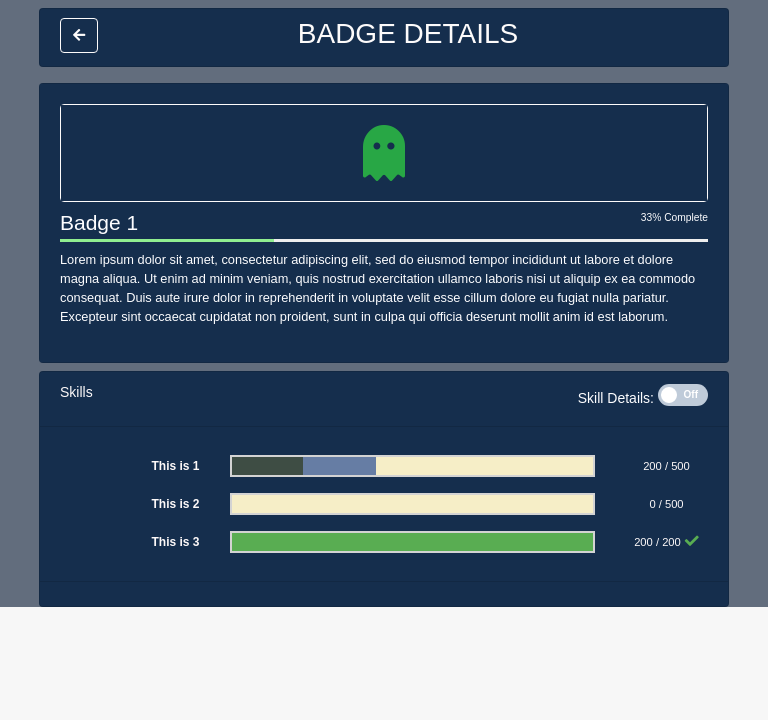 BADGE DETAILS
Badge 1
33% Complete
Lorem ipsum dolor sit amet, consectetur adipiscing elit, sed do eiusmod tempor incididunt ut labore et dolore
magna aliqua. Ut enim ad minim veniam, quis nostrud exercitation ullamco laboris nisi ut aliquip ex ea commodo
consequat. Duis aute irure dolor in reprehenderit in voluptate velit esse cillum dolore eu fugiat nulla pariatur.
Excepteur sint occaecat cupidatat non proident, sunt in culpa qui officia deserunt mollit anim id est laborum.
Skills
Skill Details: Off
This is 1 200 / 500
This is 2 0 / 500
This is 3 200 / 200